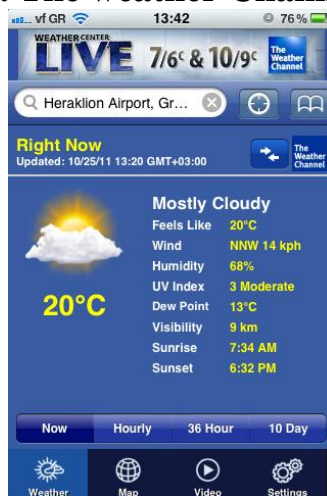 vf GR 13:42 76%
WEATHER CENTER
LIVE 7/6c & 10/9c The Weather Channel
Heraklion Airport, Gr...
Right Now
Updated: 10/25/11 13:20 GMT+03:00
The Weather Channel
Mostly Cloudy
Feels Like 20°C
Wind NNW 14 kph
Humidity 68%
UV Index 3 Moderate
20°C
Dew Point 13°C
Visibility 9 km
Sunrise 7:34 AM
Sunset 6:32 PM
Now Hourly 36 Hour 10 Day
Weather Map Video Settings